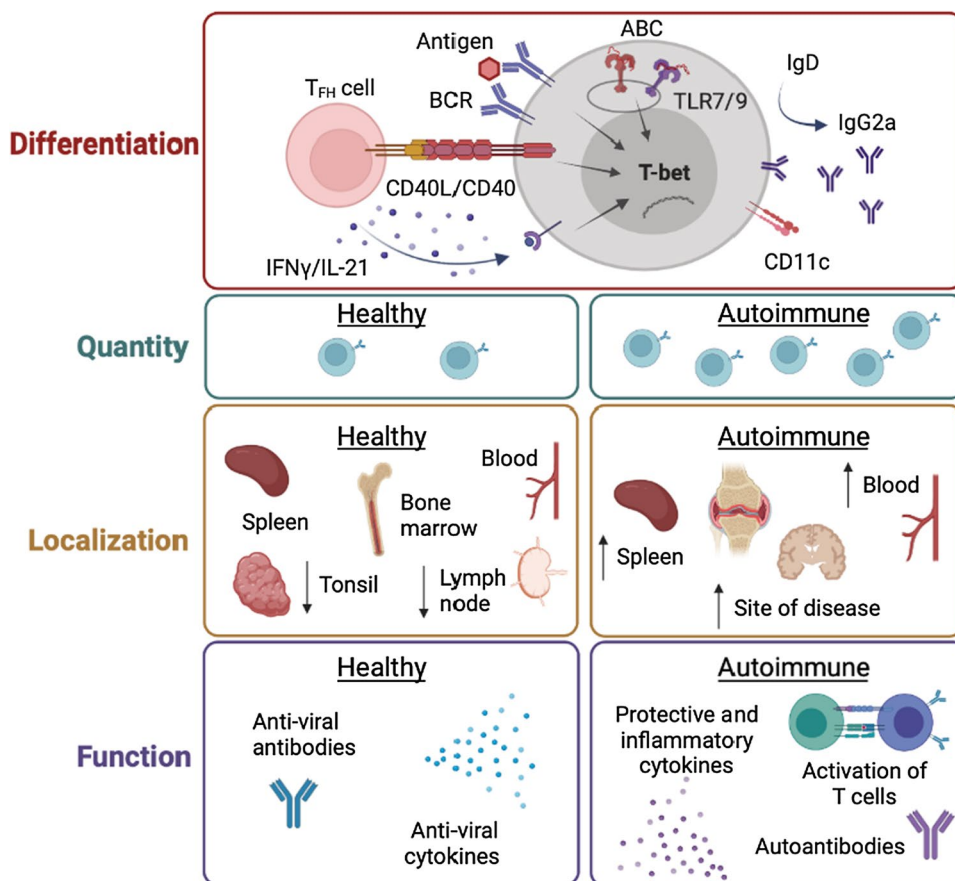 Differentiation
Antigen
ABC
IgD
T_FH cell
BCR
TLR7/9
IgG2a
T-bet
CD40L/CD40
IFNγ/IL-21
CD11c
Quantity
Healthy
Autoimmune
Localization
Healthy
Spleen
Bone
marrow
Blood
Tonsil
Lymph
node
Autoimmune
Spleen
Blood
Site of disease
Function
Healthy
Anti-viral
antibodies
Anti-viral
cytokines
Autoimmune
Protective and
inflammatory
cytokines
Activation of
T cells
Autoantibodies